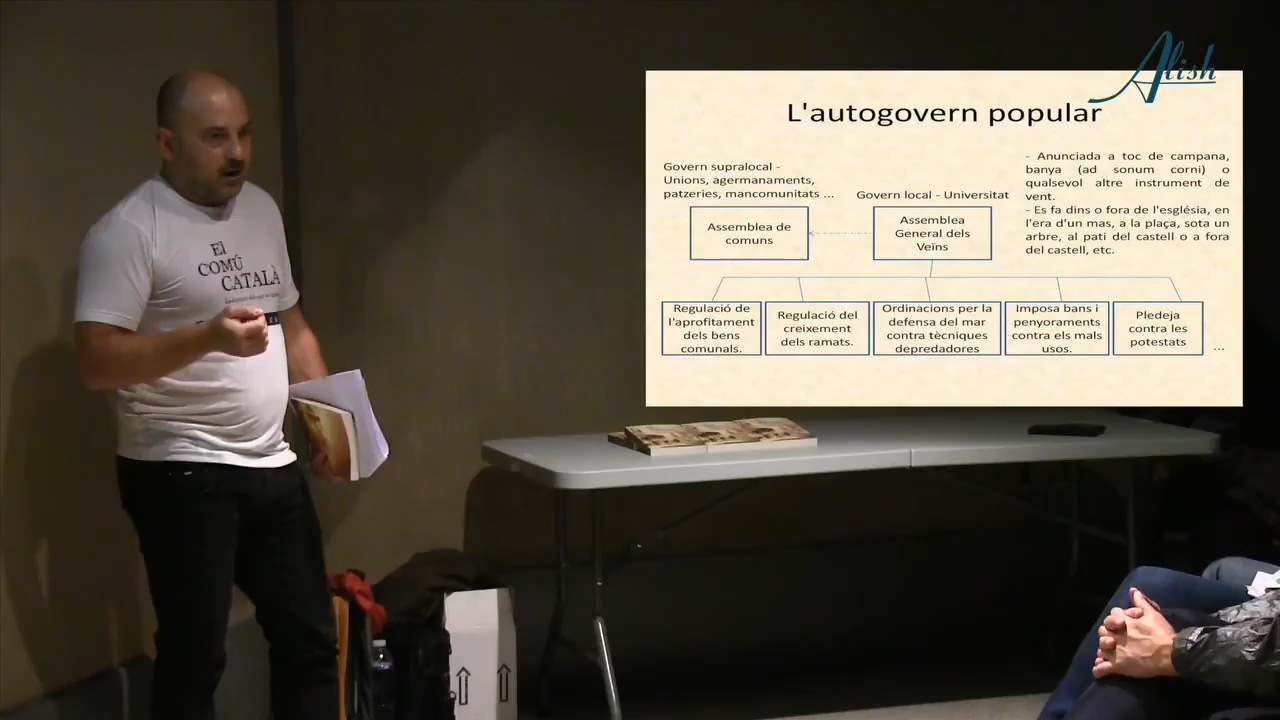 Alish
L'autogovern popular
Govern supralocal -
Unions, agermanaments,
patzeries, mancomunitats ...
Govern local - Universitat
- Anunciada a toc de campana,
banya (ad sonum corni) o
qualsevol altre instrument de
vent.
- Es fa dins o fora de l'església, en
l'era d'un mas, a la plaça, sota un
arbre, al pati del castell o a fora
del castell, etc.
Assemblea de
comuns
Assemblea
General dels
Veïns
Regulació de
l'aprofitament
dels bens
comunals.
Regulació del
creixement
dels ramats.
Ordinacions per la
defensa del mar
contra tècniques
depredadores
Imposa bans i
penyoraments
contra els mals
usos.
Pledeja
contra les
potestats
...
El
COMÚ
CATALÀ